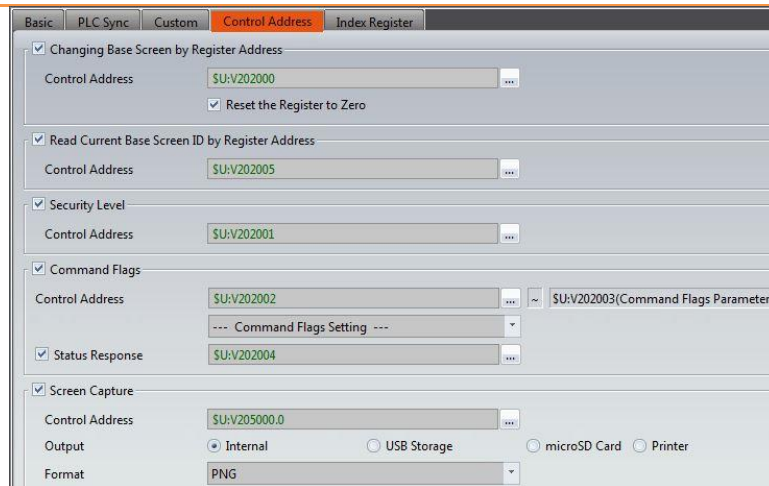 Basic PLC Sync Custom Control Address Index Register
Changing Base Screen by Register Address
Control Address $U:V202000 ...
Reset the Register to Zero
Read Current Base Screen ID by Register Address
Control Address $U:V202005 ...
Security Level
Control Address $U:V202001 ...
Command Flags
Control Address $U:V202002 ... ~ $U:V202003(Command Flags Parameter
--- Command Flags Setting ---
Status Response $U:V202004 ...
Screen Capture
Control Address $U:V205000.0 ...
Output Internal USB Storage microSD Card Printer
Format PNG